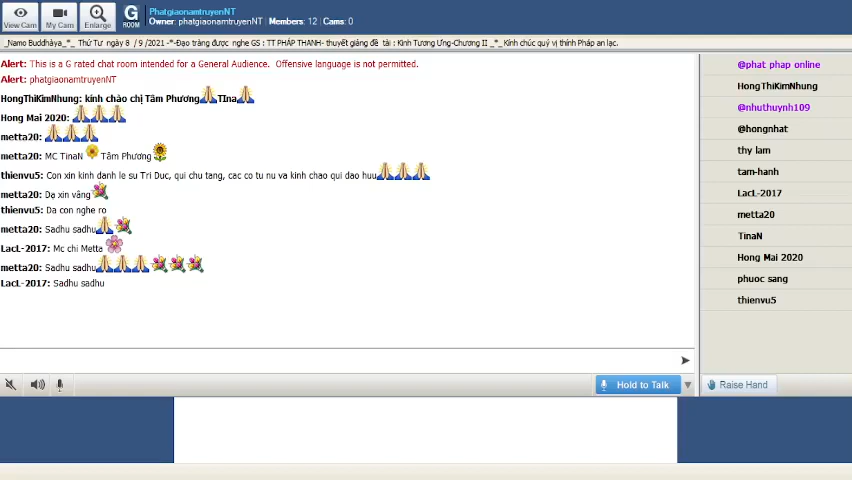 View Cam
My Cam
Enlarge
G
ROOM
PhatgiaonamtruyenNT
Owner: phatgiaonamtruyenNT | Members: 12 | Cams: 0
_Namo Buddhàya_*_ Thứ Tư ngày 8 / 9 /2021 -*-Đạo tràng được nghe GS : TT PHÁP THANH- thuyết giảng đề tài : Kinh Tương Ưng-Chương II _*_ Kính chúc quý vị thính Pháp an lạc.
Alert: This is a G rated chat room intended for a General Audience. Offensive language is not permitted.
Alert: phatgiaonamtruyenNT
HongThiKimNhung: kính chào chị Tâm Phương TIna
Hong Mai 2020:
metta20:
metta20: MC TinaN Tâm Phương
thienvu5: Con xin kinh danh le su Tri Duc, qui chu tang, cac co tu nu va kinh chao qui dao huu
metta20: Dạ xin vâng
thienvu5: Da con nghe ro
metta20: Sadhu sadhu
LacL-2017: Mc chi Metta
metta20: Sadhu sadhu
LacL-2017: Sadhu sadhu
@phat phap online
HongThiKimNhung
@nhuthuynh109
@hongnhat
thy lam
tam-hanh
LacL-2017
metta20
TinaN
Hong Mai 2020
phuoc sang
thienvu5
Hold to Talk
Raise Hand